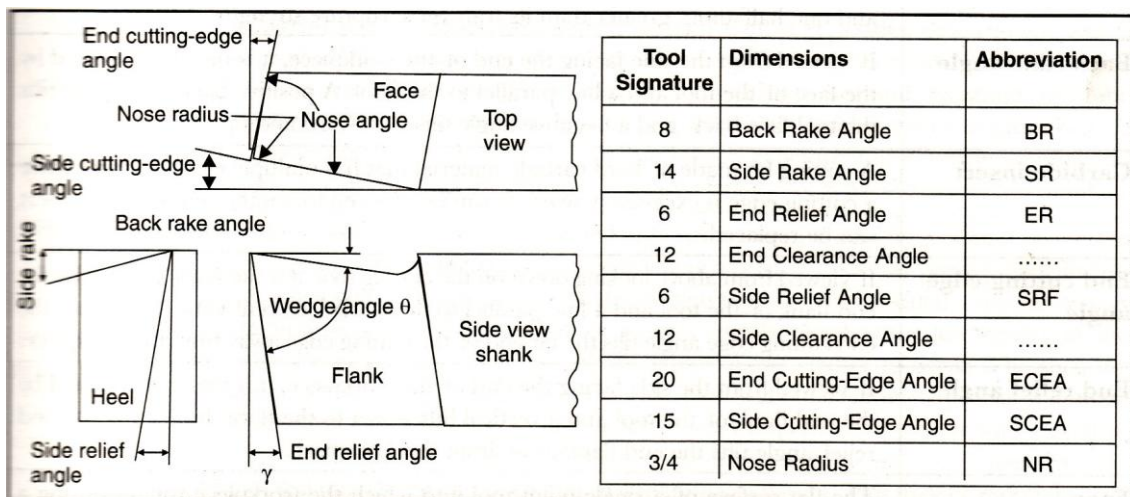 End cutting-edge
angle
Face
Nose radius
Nose angle
Top
view
Side cutting-edge
angle
Back rake angle
Side rake
Wedge angle θ
Side view
shank
Flank
Heel
Side relief
angle
γ
End relief angle
Tool Signature Dimensions Abbreviation
8 Back Rake Angle BR
14 Side Rake Angle SR
6 End Relief Angle ER
12 End Clearance Angle ......
6 Side Relief Angle SRF
12 Side Clearance Angle ......
20 End Cutting-Edge Angle ECEA
15 Side Cutting-Edge Angle SCEA
3/4 Nose Radius NR